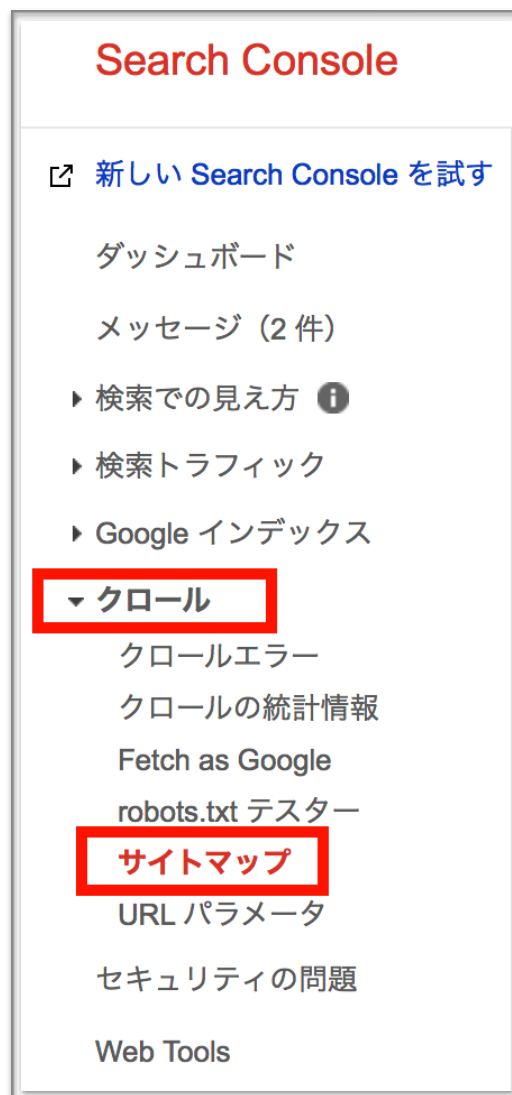 Search Console
新しい Search Console を試す
ダッシュボード
メッセージ（2 件）
検索での見え方
検索トラフィック
Google インデックス
クロール
クロールエラー
クロールの統計情報
Fetch as Google
robots.txt テスター
サイトマップ
URL パラメータ
セキュリティの問題
Web Tools